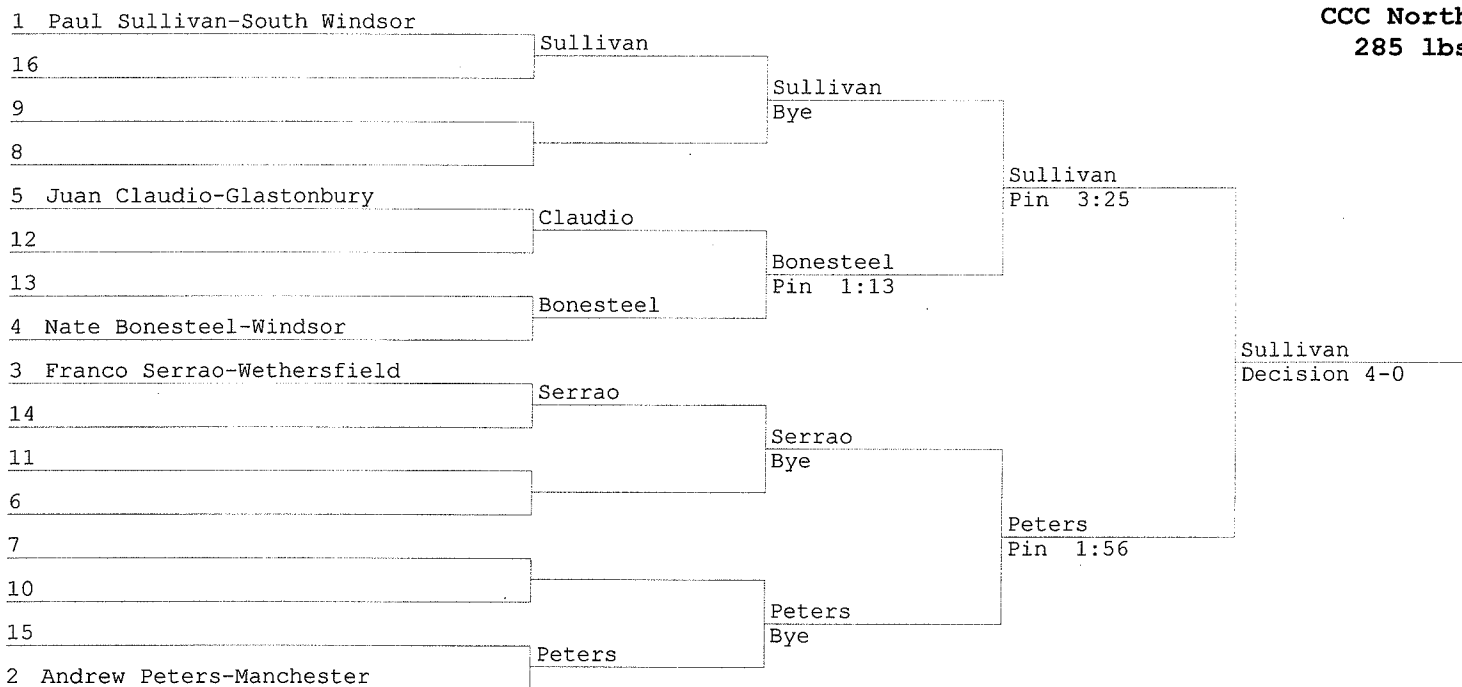 CCC North
285 lbs
1 Paul Sullivan-South Windsor
Sullivan
16
Sullivan
Bye
9
8
Sullivan
Pin 3:25
5 Juan Claudio-Glastonbury
Claudio
12
Bonesteel
Pin 1:13
13
Bonesteel
4 Nate Bonesteel-Windsor
Sullivan
Decision 4-0
3 Franco Serrao-Wethersfield
Serrao
14
Serrao
Bye
11
6
Peters
Pin 1:56
7
10
Peters
Bye
15
Peters
2 Andrew Peters-Manchester